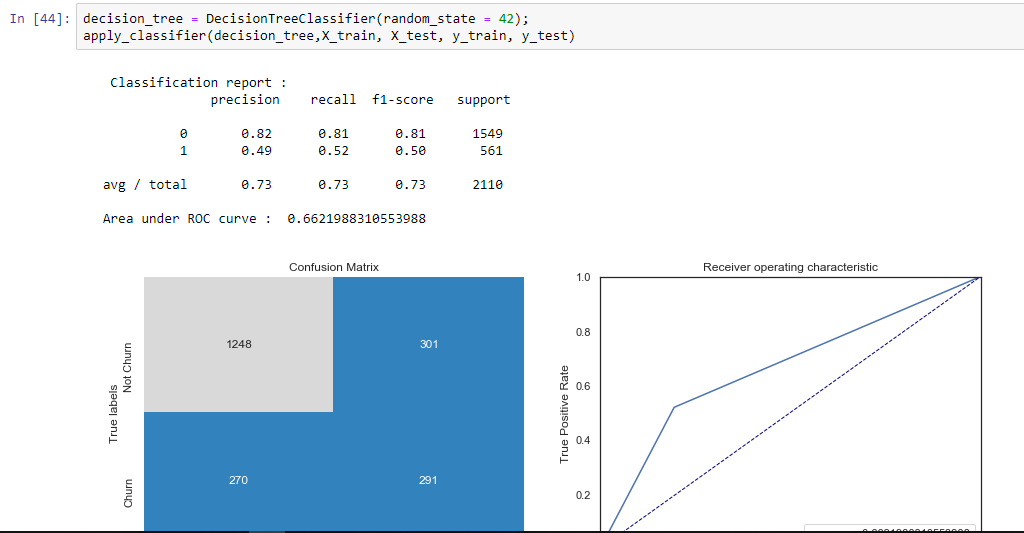 In [44]: decision_tree = DecisionTreeClassifier(random_state = 42);
apply_classifier(decision_tree,X_train, X_test, y_train, y_test)
Classification report :
precision recall f1-score support
0 0.82 0.81 0.81 1549
1 0.49 0.52 0.50 561
avg / total 0.73 0.73 0.73 2110
Area under ROC curve : 0.6621988310553988
Confusion Matrix
True labels
Not Churn
Churn
1248 301
270 291
Receiver operating characteristic
True Positive Rate
1.0
0.8
0.6
0.4
0.2